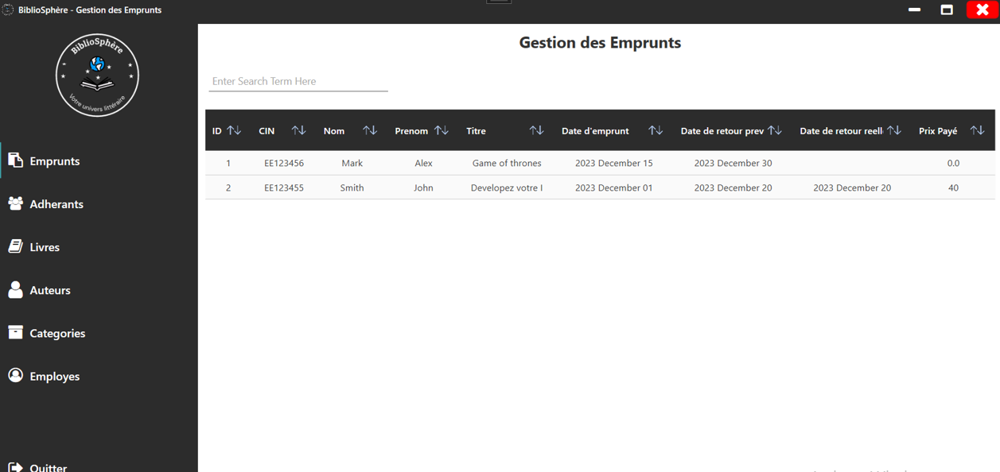 BiblioSphère - Gestion des Emprunts
BiblioSphère
Votre univers littéraire
Emprunts
Adherants
Livres
Auteurs
Categories
Employes
Quitter
Gestion des Emprunts
Enter Search Term Here
ID CIN Nom Prenom Titre Date d'emprunt Date de retour prev Date de retour reell Prix Payé
1 EE123456 Mark Alex Game of thrones 2023 December 15 2023 December 30 0.0
2 EE123455 Smith John Developez votre I 2023 December 01 2023 December 20 2023 December 20 40